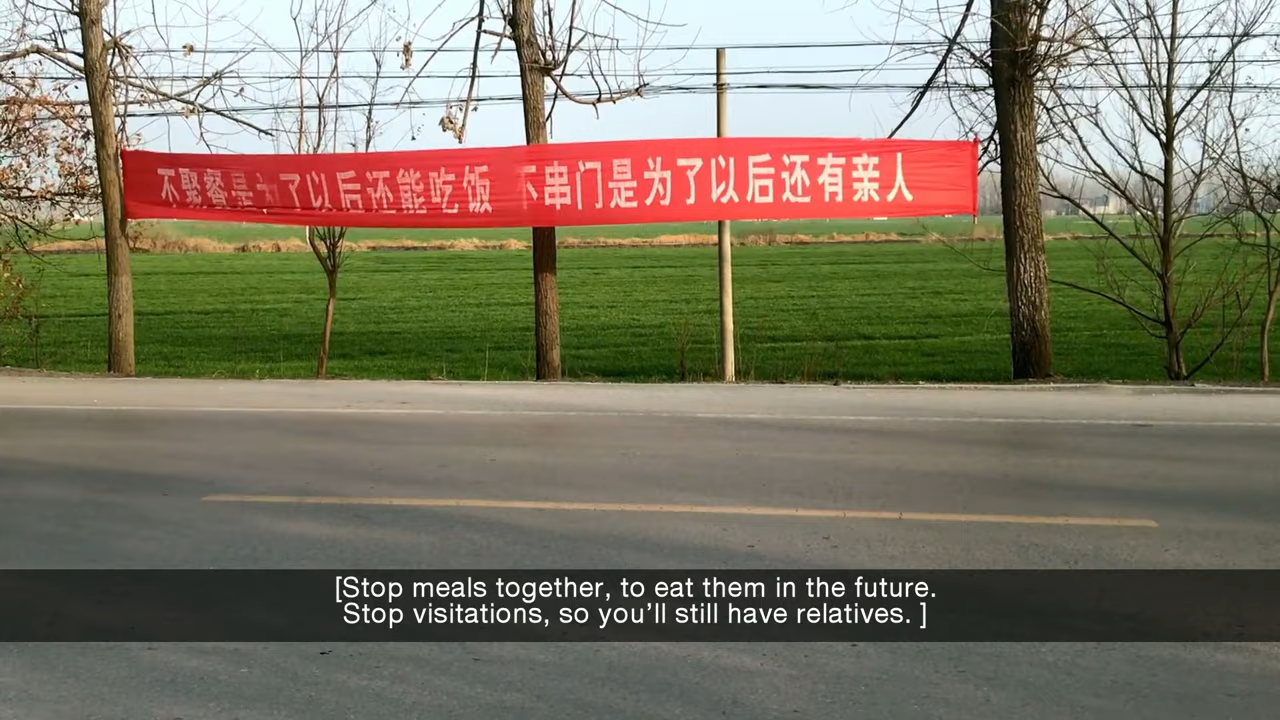 不聚餐是为了以后还能吃饭 不串门是为了以后还有亲人
[Stop meals together, to eat them in the future.
Stop visitations, so you'll still have relatives. ]